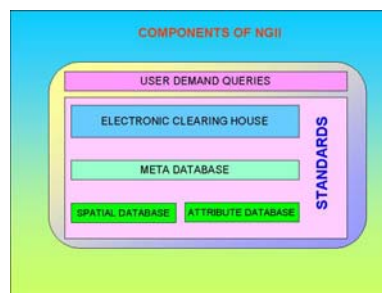 COMPONENTS OF NGII
USER DEMAND QUERIES
ELECTRONIC CLEARING HOUSE
META DATABASE
SPATIAL DATABASE
ATTRIBUTE DATABASE
STANDARDS